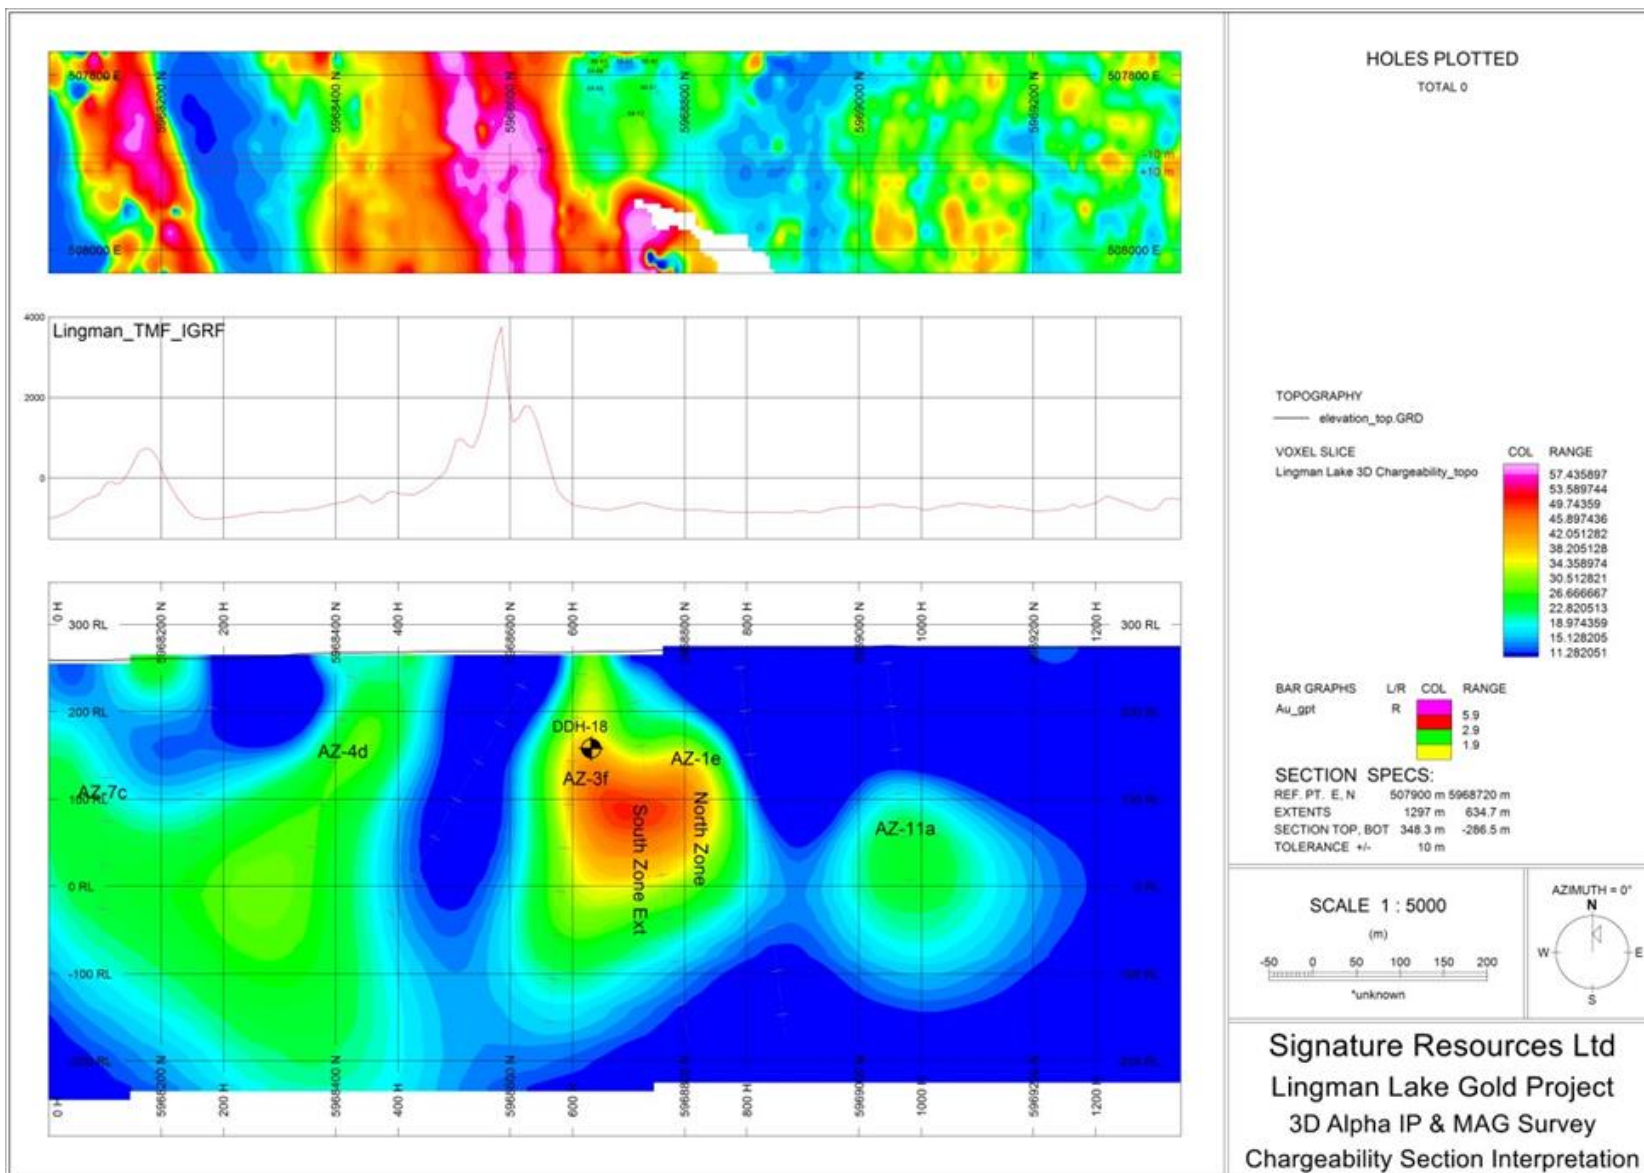 507800 E
5968200 N
5968400 N
5968600 N
5968800 N
5969000 N
5969200 N
507800 E
-10 m
+10 m
508000 E
508000 E
4000
Lingman_TMF_IGRF
2000
0
0 H
5968200 N
200 H
5968400 N
400 H
5968600 N
600 H
5968800 N
800 H
5969000 N
1000 H
5969200 N
1200 H
300 RL
300 RL
200 RL
DDH-18
AZ-4d
AZ-1e
AZ-7c
AZ-3f
100 RL
South Zone Ext
North Zone
AZ-11a
0 RL
0 RL
-100 RL
0 H
5968200 N
200 H
5968400 N
400 H
5968600 N
600 H
5968800 N
800 H
5969000 N
1000 H
5969200 N
1200 H
HOLES PLOTTED
TOTAL 0
TOPOGRAPHY
elevation_top.GRD
VOXEL SLICE COL RANGE
Lingman Lake 3D Chargeability_topo
57.435897
53.589744
49.74359
45.897436
42.051282
38.205128
34.358974
30.512821
26.666667
22.820513
18.974359
15.128205
11.282051
BAR GRAPHS L/R COL RANGE
Au_gpt R
5.9
2.9
1.9
SECTION SPECS:
REF. PT. E, N 507900 m 5968720 m
EXTENTS 1297 m 634.7 m
SECTION TOP, BOT 348.3 m -286.5 m
TOLERANCE +/- 10 m
SCALE 1 : 5000
(m)
-50 0 50 100 150 200
*unknown
AZIMUTH = 0°
N
W E
S
Signature Resources Ltd
Lingman Lake Gold Project
3D Alpha IP & MAG Survey
Chargeability Section Interpretation